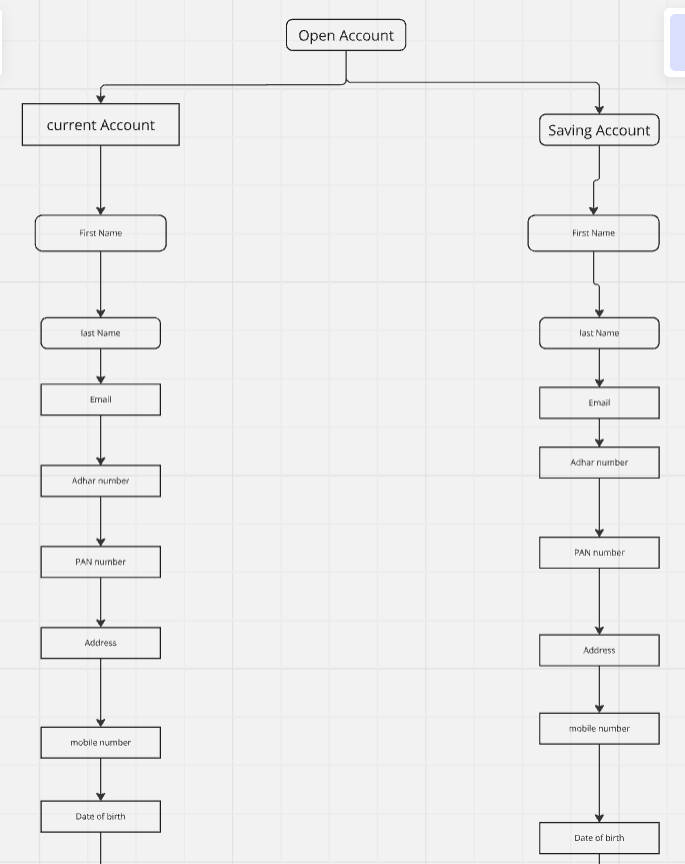 Open Account
current Account
Saving Account
First Name
First Name
last Name
last Name
Email
Email
Adhar number
Adhar number
PAN number
PAN number
Address
Address
mobile number
mobile number
Date of birth
Date of birth